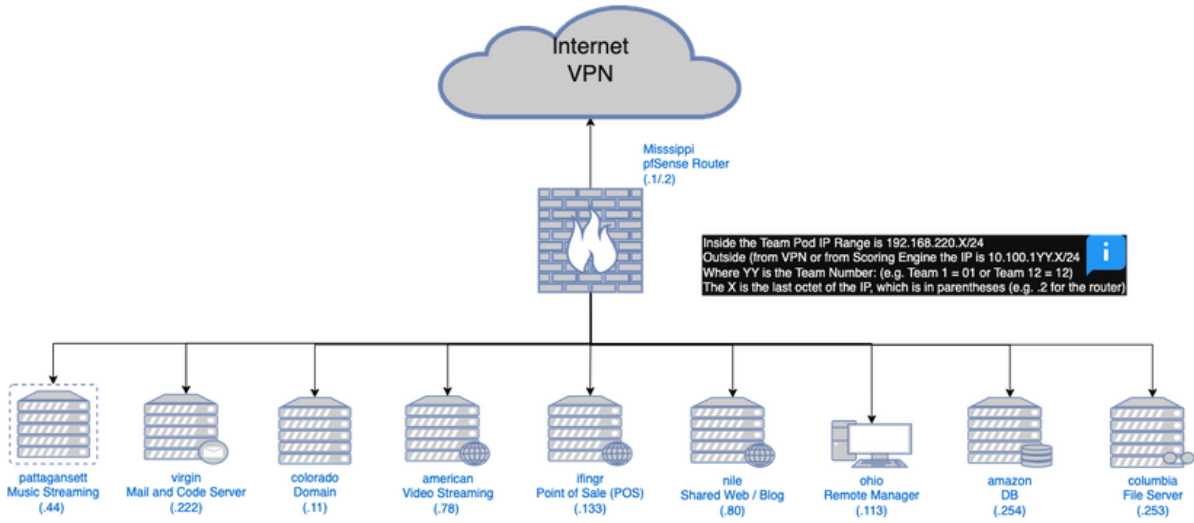 Internet
VPN
Misssippi
pfSense Router
(.1/.2)
Inside the Team Pod IP Range is 192.168.220.X/24
Outside (from VPN or from Scoring Engine the IP is 10.100.1YY.X/24
Where YY is the Team Number: (e.g. Team 1 = 01 or Team 12 = 12)
The X is the last octet of the IP, which is in parentheses (e.g. .2 for the router)
i
pattagansett
Music Streaming
(.44)
virgin
Mail and Code Server
(.222)
colorado
Domain
(.11)
american
Video Streaming
(.78)
ifingr
Point of Sale (POS)
(.133)
nile
Shared Web / Blog
(.80)
ohio
Remote Manager
(.113)
amazon
DB
(.254)
columbia
File Server
(.253)